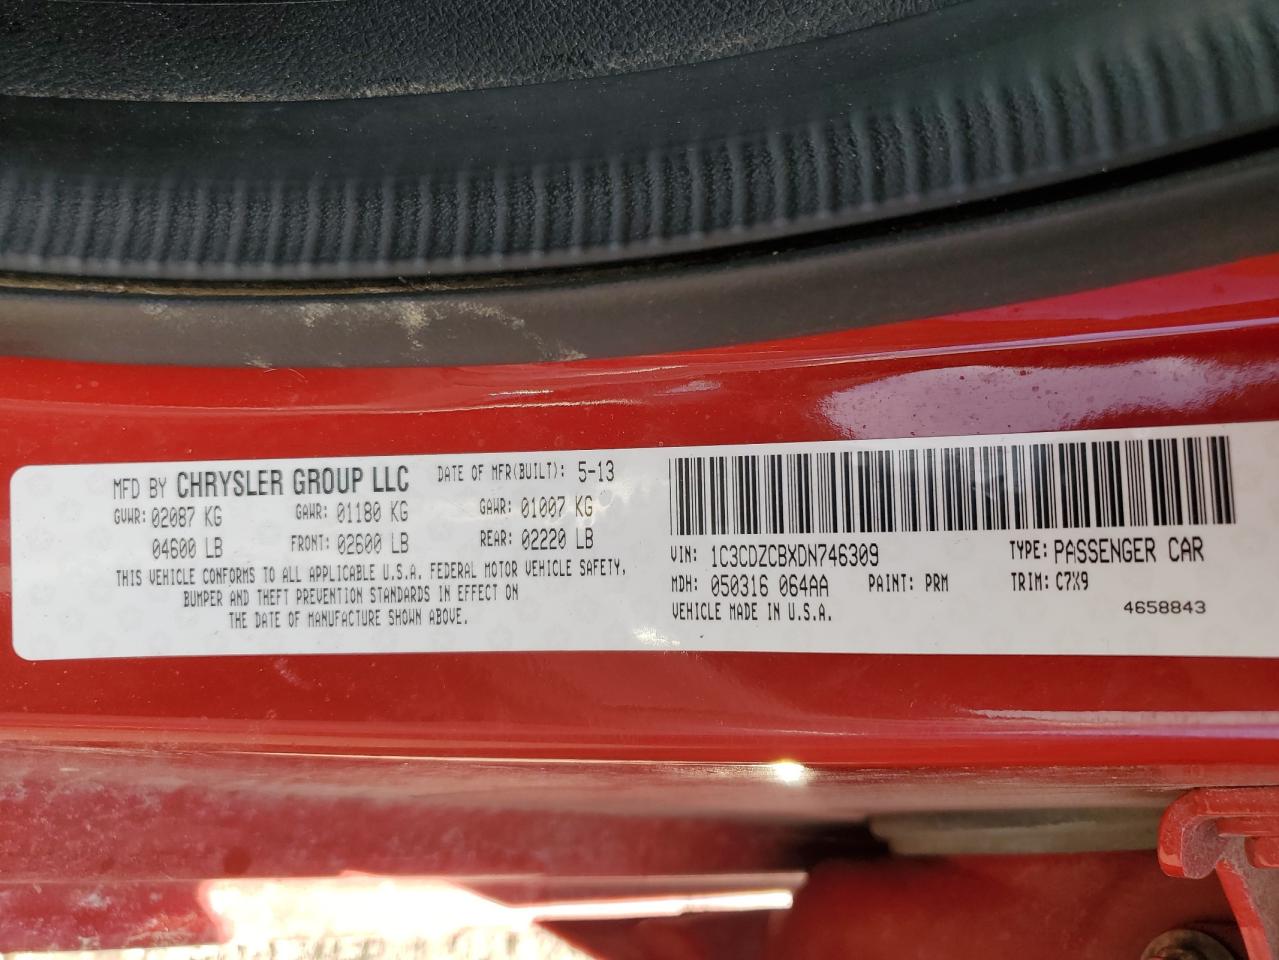 MFD BY CHRYSLER GROUP LLC DATE OF MFR(BUILT): 5-13
GVWR: 02087 KG GAWR: 01180 KG GAWR: 01007 KG
04600 LB FRONT: 02600 LB REAR: 02220 LB
THIS VEHICLE CONFORMS TO ALL APPLICABLE U.S.A. FEDERAL MOTOR VEHICLE SAFETY,
BUMPER AND THEFT PREVENTION STANDARDS IN EFFECT ON
THE DATE OF MANUFACTURE SHOWN ABOVE.
VIN: 1C3CDZCBXDN746309 TYPE: PASSENGER CAR
MDH: 050316 064AA PAINT: PRM TRIM: C7X9
VEHICLE MADE IN U.S.A. 4658843